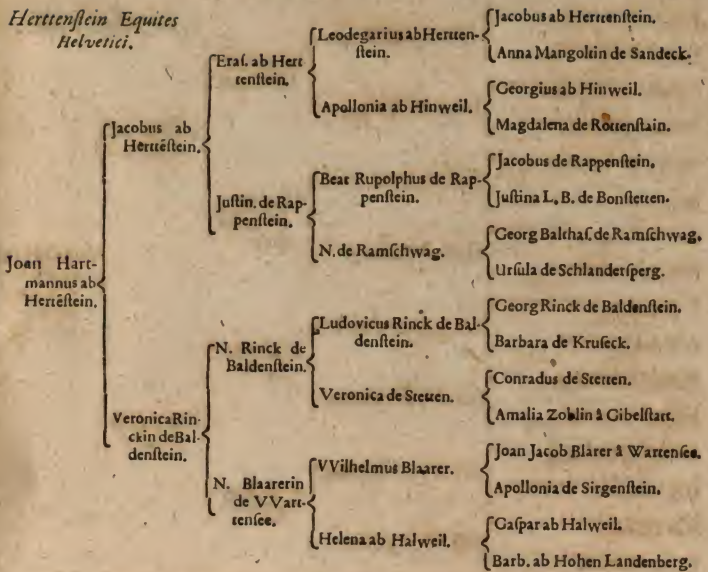 Herttenſtein Equites
Helvetici.
Joan Hart-
mannus ab
Hertēſtein.
Jacobus ab
Herttēſtein.
Veronica Rin-
ckin de Bal-
denſtein.
Eraſ. ab Hert
tenſtein.
Juſtin. de Rap-
penſtein.
N. Rinck de
Baldenſtein.
N. Blaarerin
de VVart-
tenſee.
Leodegarius ab Hertten-
ſtein.
Apollonia ab Hinweil.
Beat Rupolphus de Rap-
penſtein.
N. de Ramſchwag.
Ludovicus Rinck de Bal-
denſtein.
Veronica de Stetten.
VVilhelmus Blaarer.
Helena ab Halweil.
Jacobus ab Herttenſtein.
Anna Mangoltin de Sandeck.
Georgius ab Hinweil.
Magdalena de Rottenſtain.
Jacobus de Rappenſtein.
Juſtina L. B. de Bonſtetten.
Georg Balthaſ. de Ramſchwag.
Urſula de Schlanderſperg.
Georg Rinck de Baldenſtein.
Barbara de Kruſeck.
Conradus de Stetten.
Amalia Zoblin à Gibelſtatt.
Joan Jacob Blarer à Wartenſee.
Apollonia de Sirgenſtein.
Gaſpar ab Halweil.
Barb. ab Hohen Landenberg.